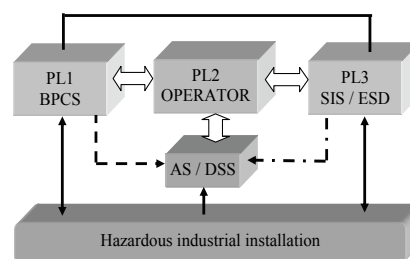 PL1
BPCS
PL2
OPERATOR
PL3
SIS / ESD
AS / DSS
Hazardous industrial installation